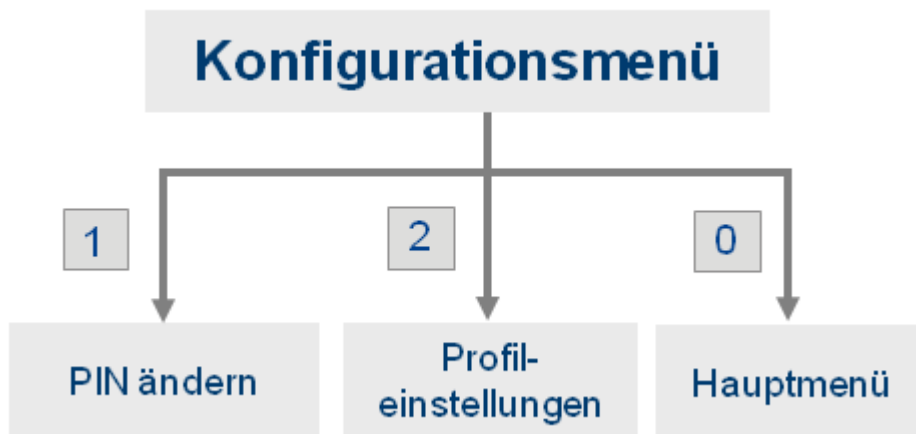 Konfigurationsmenü
1
2
0
PIN ändern
Profil-
einstellungen
Hauptmenü